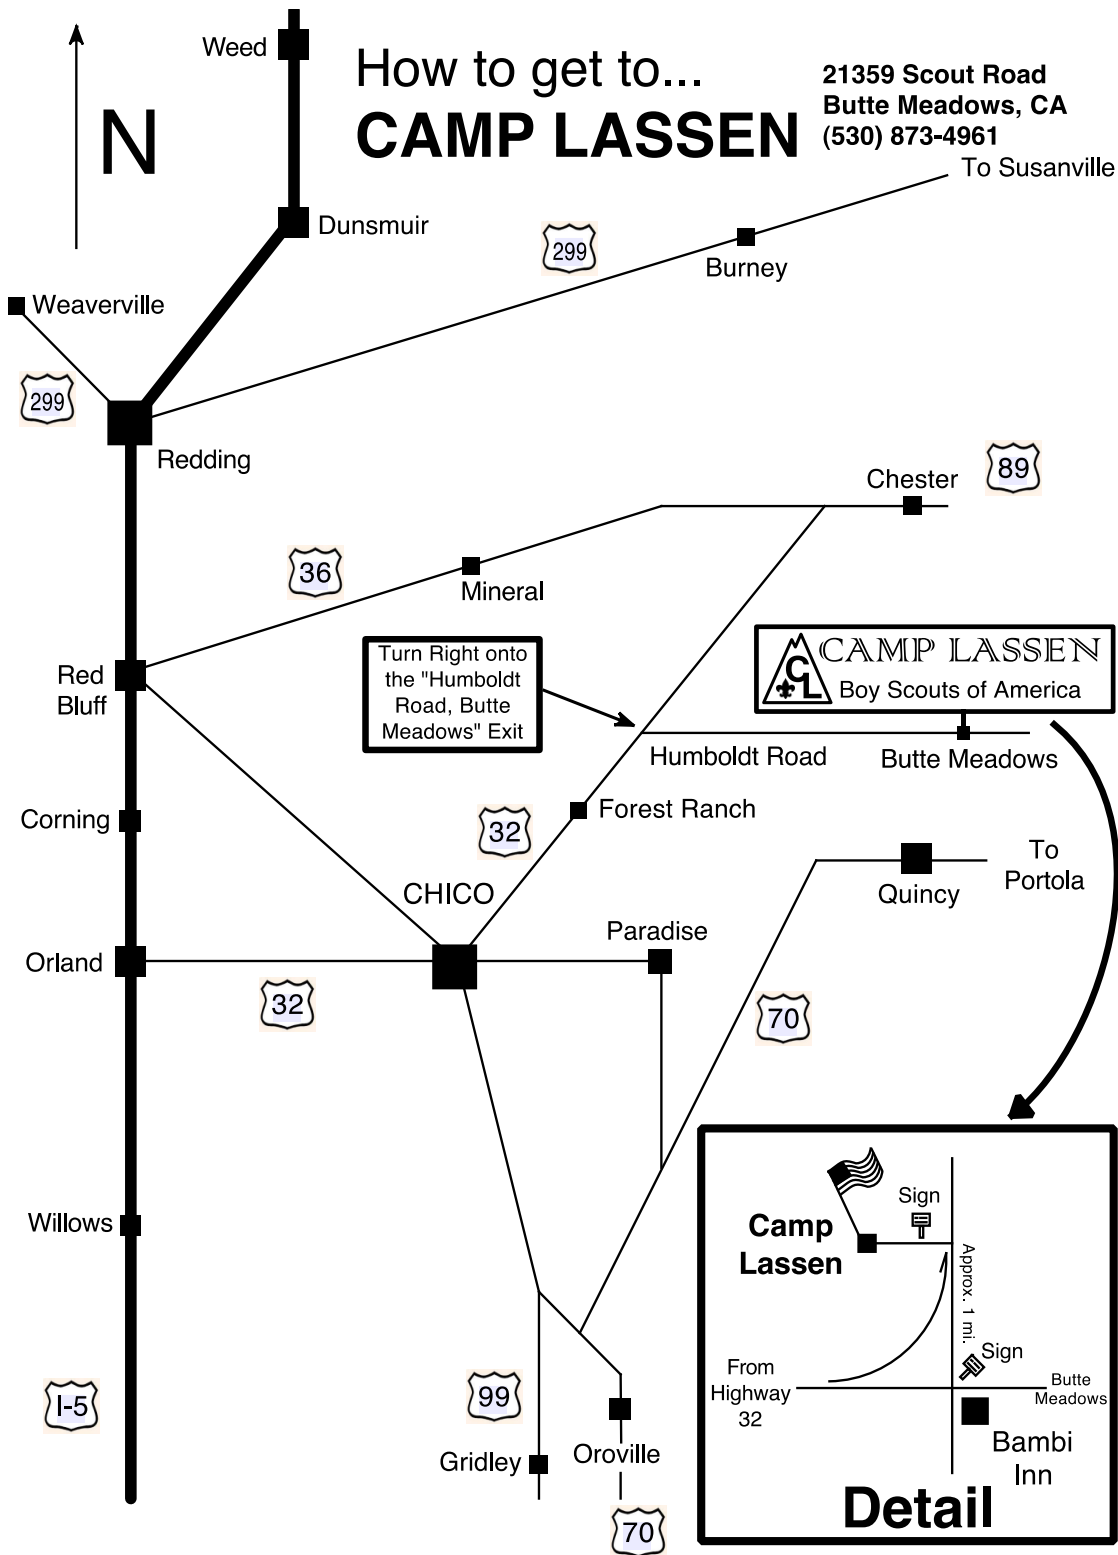 How to get to...
CAMP LASSEN
21359 Scout Road
Butte Meadows, CA
(530) 873-4961
N
Weed
To Susanville
Dunsmuir
299
Burney
Weaverville
299
Redding
Chester
89
36
Mineral
Turn Right onto
the "Humboldt
Road, Butte
Meadows" Exit
CL
CAMP LASSEN
Boy Scouts of America
Red
Bluff
Humboldt Road
Butte Meadows
Corning
Forest Ranch
32
CHICO
Quincy
To
Portola
Orland
Paradise
32
70
Willows
I-5
99
Gridley
Oroville
70
Sign
Camp
Lassen
Approx. 1 mi.
Sign
From
Highway
32
Butte
Meadows
Bambi
Inn
Detail